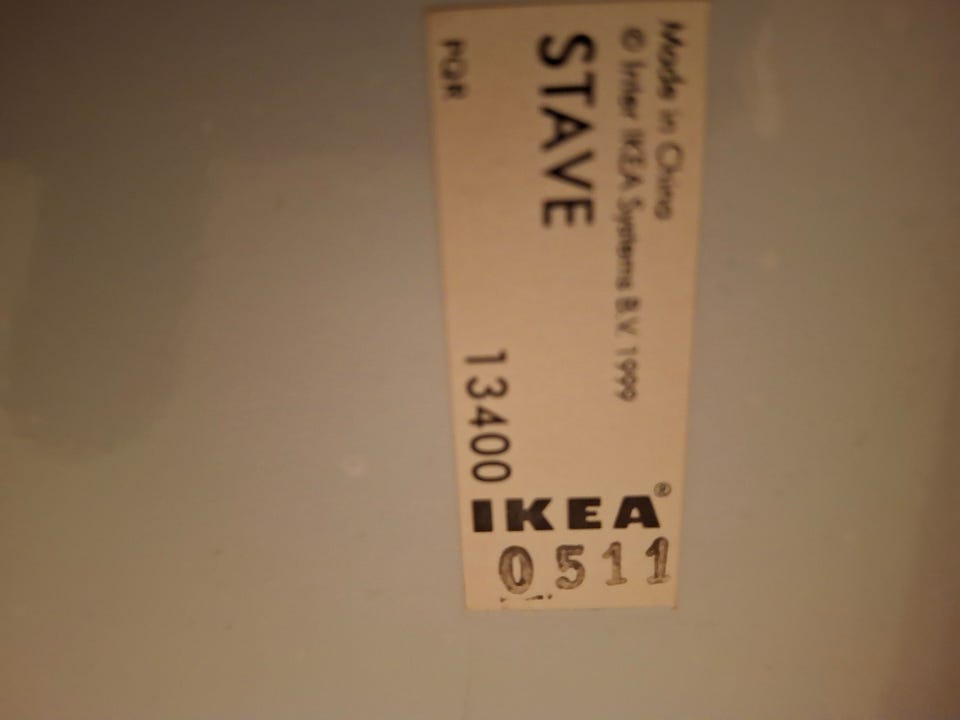 Made in China
© Inter IKEA Systems B.V. 1999
STAVE
PQR
13400
IKEA®
0511